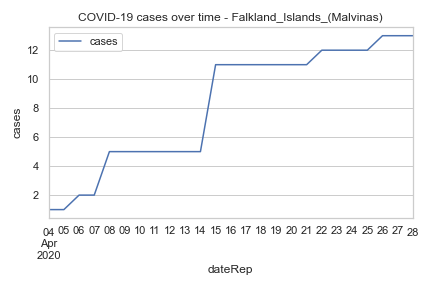 COVID-19 cases over time - Falkland_Islands_(Malvinas)
cases
12
10
8
6
4
2
cases
04 05 06 07 08 09 10 11 12 13 14 15 16 17 18 19 20 21 22 23 24 25 26 27 28
Apr
2020
dateRep